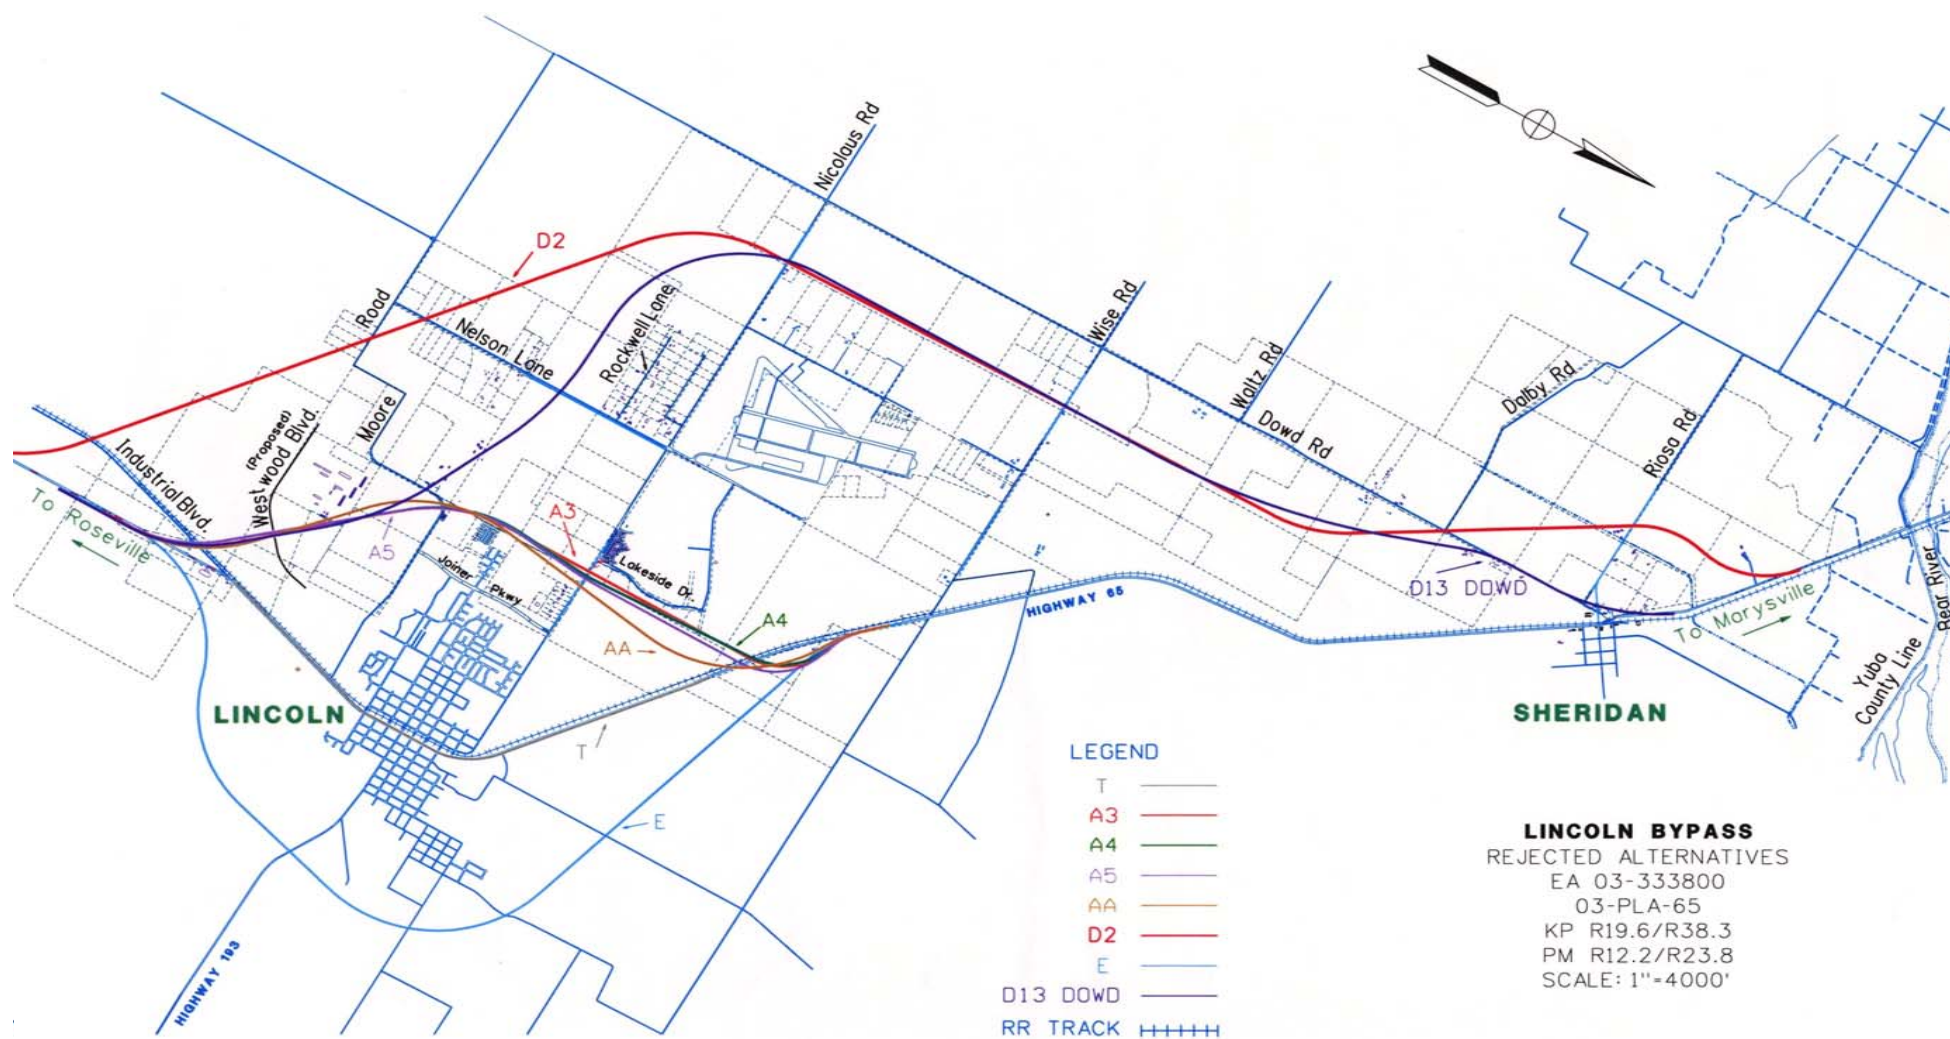 Nicolaus Rd
D2
Road
Nelson Lane
Rockwell Lane
Wise Rd
Waltz Rd
Dowd Rd
Dalby Rd
Riosa Rd
Industrial Blvd.
(Proposed)
Westwood Blvd
Moore
To Roseville
A5
A3
Joiner Pkwy
Lakeside Dr.
A4
AA
HIGHWAY 65
D13 DOWD
To Marysville
Bear River
Yuba
County Line
LINCOLN
SHERIDAN
T
E
HIGHWAY 193
LEGEND
T
A3
A4
A5
AA
D2
E
D13 DOWD
RR TRACK
LINCOLN BYPASS
REJECTED ALTERNATIVES
EA 03-333800
03-PLA-65
KP R19.6/R38.3
PM R12.2/R23.8
SCALE: 1"=4000'